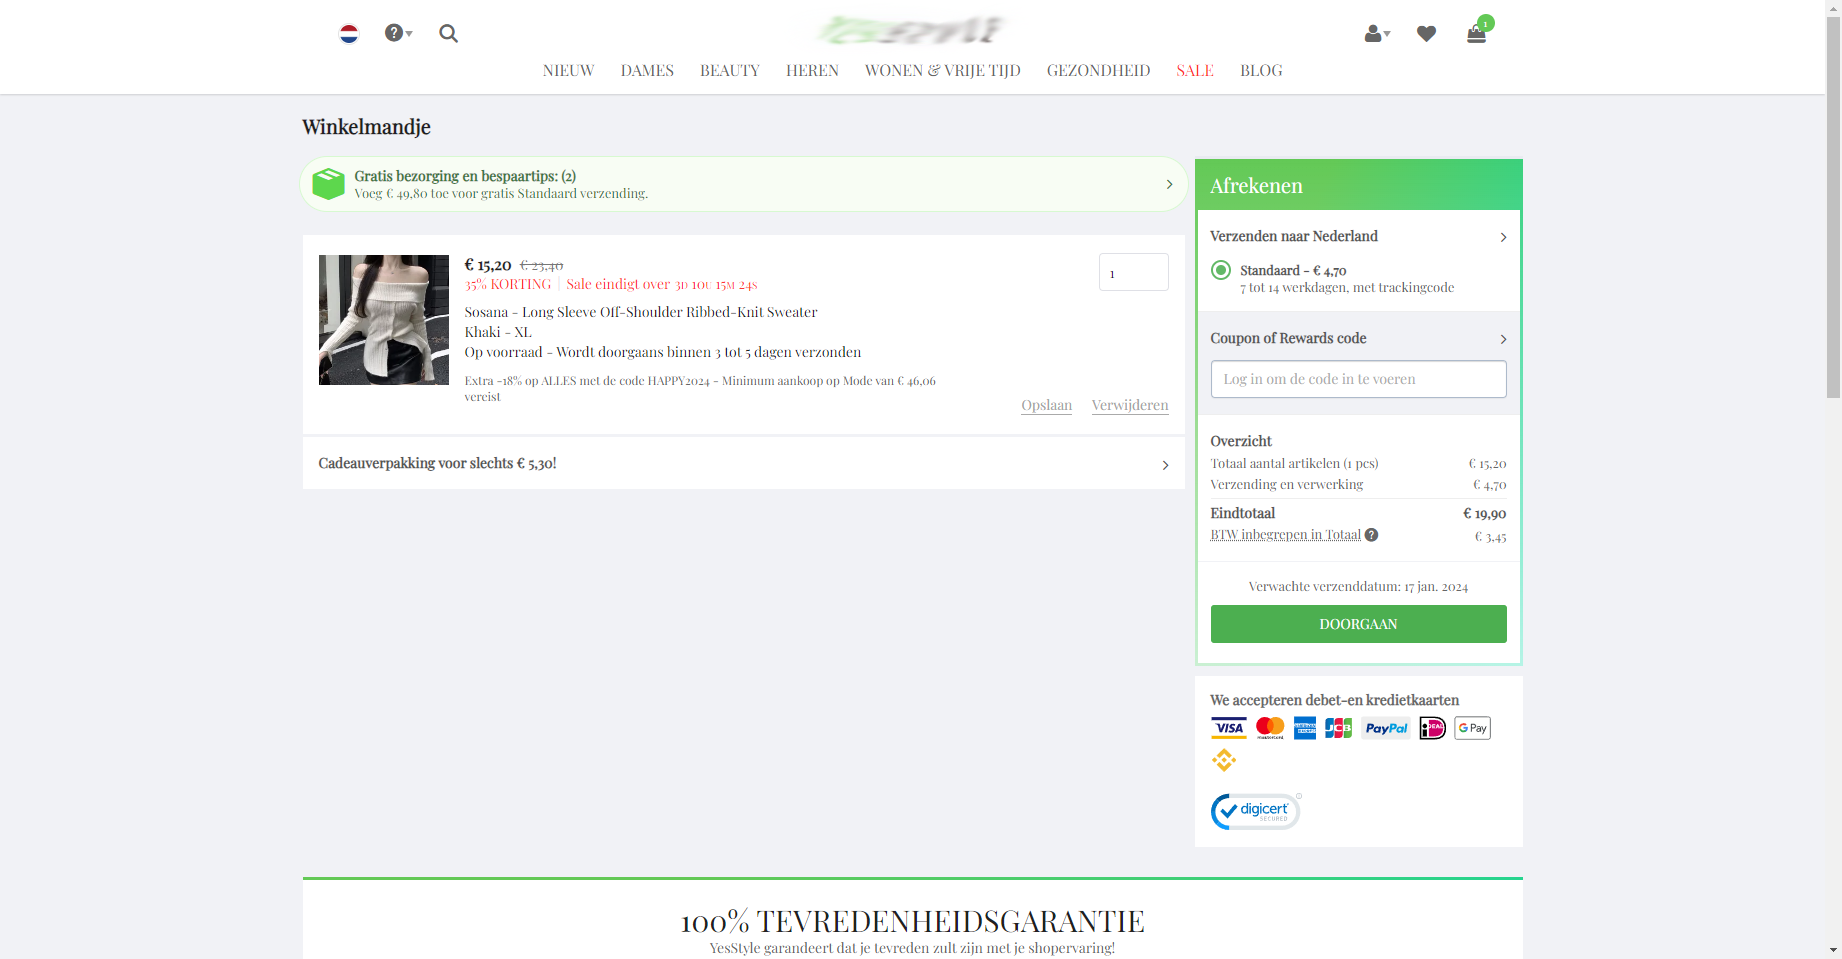 1
NIEUW DAMES BEAUTY HEREN WONEN & VRIJE TIJD GEZONDHEID SALE BLOG
Winkelmandje
Gratis bezorging en bespaartips: (2)
Voeg € 49,80 toe voor gratis Standaard verzending.
€ 15,20 € 23,40
35% KORTING | Sale eindigt over 3D 10U 15M 24S
1
Sosana - Long Sleeve Off-Shoulder Ribbed-Knit Sweater
Khaki - XL
Op voorraad - Wordt doorgaans binnen 3 tot 5 dagen verzonden
Extra -18% op ALLES met de code HAPPY2024 - Minimum aankoop op Mode van € 46,06
vereist
Opslaan Verwijderen
Cadeauverpakking voor slechts € 5,30!
Afrekenen
Verzenden naar Nederland
Standaard - € 4,70
7 tot 14 werkdagen, met trackingcode
Coupon of Rewards code
Log in om de code in te voeren
Overzicht
Totaal aantal artikelen (1 pcs) € 15,20
Verzending en verwerking € 4,70
Eindtotaal € 19,90
BTW inbegrepen in Totaal ? € 3,45
Verwachte verzenddatum: 17 jan. 2024
DOORGAAN
We accepteren debet-en kredietkaarten
VISA mastercard AMERICAN EXPRESS JCB PayPal iDEAL G Pay
digicert
SECURED
100% TEVREDENHEIDSGARANTIE
YesStyle garandeert dat je tevreden zult zijn met je shopervaring!